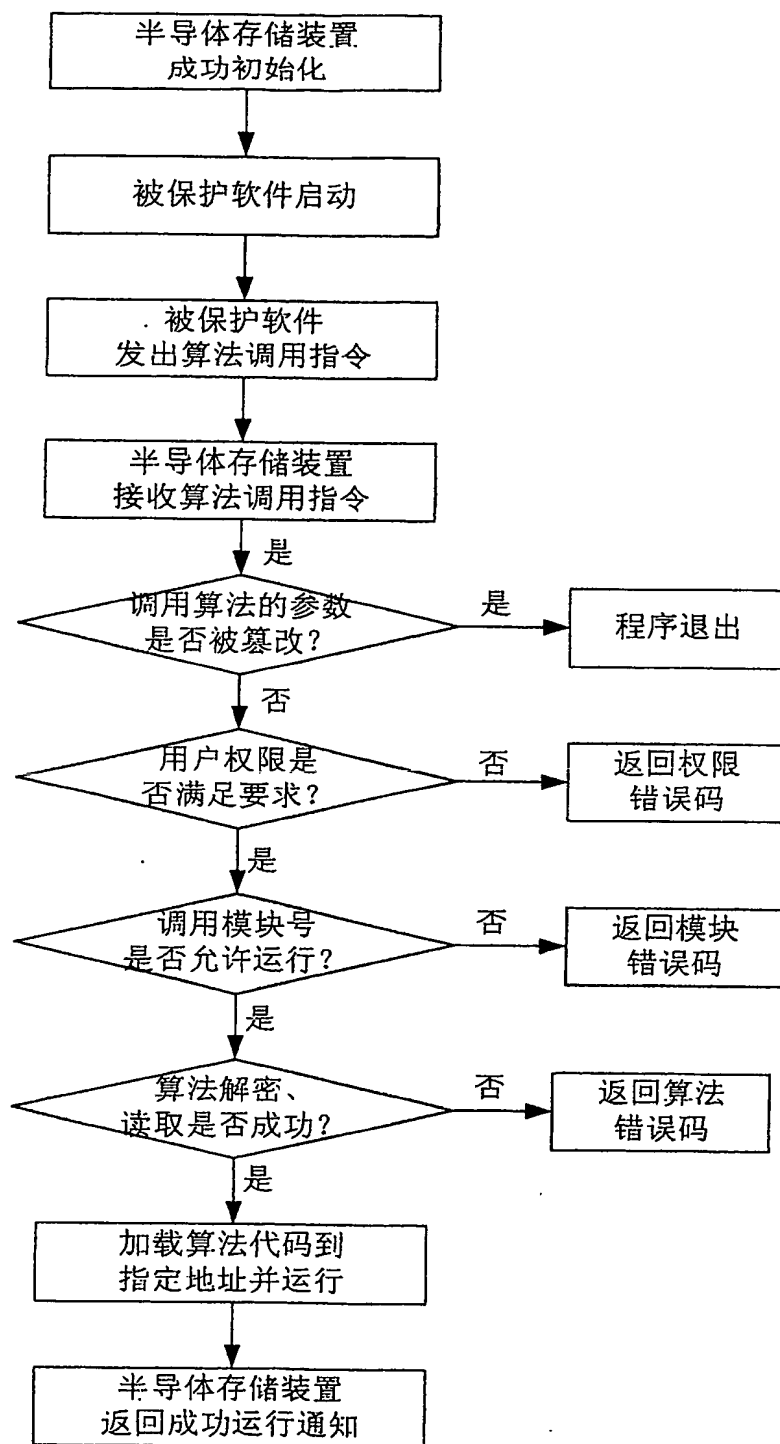 半导体存储装置
成功初始化
被保护软件启动
被保护软件
发出算法调用指令
半导体存储装置
接收算法调用指令
是
调用算法的参数
是否被篡改?
是
程序退出
否
用户权限是
否满足要求?
否
返回权限
错误码
是
调用模块号
是否允许运行?
否
返回模块
错误码
是
算法解密、
读取是否成功?
否
返回算法
错误码
是
加载算法代码到
指定地址并运行
半导体存储装置
返回成功运行通知